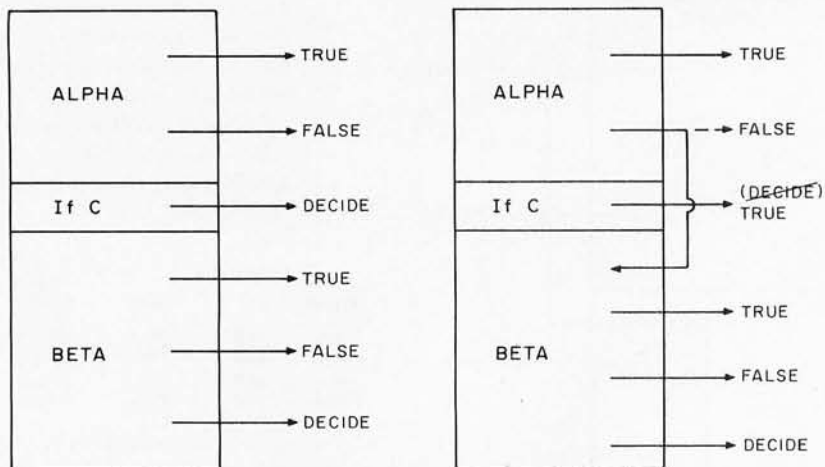 TRUE
ALPHA
FALSE
If C
DECIDE
TRUE
BETA
FALSE
DECIDE
TRUE
ALPHA
FALSE
(DECIDE)
If C
TRUE
TRUE
BETA
FALSE
DECIDE